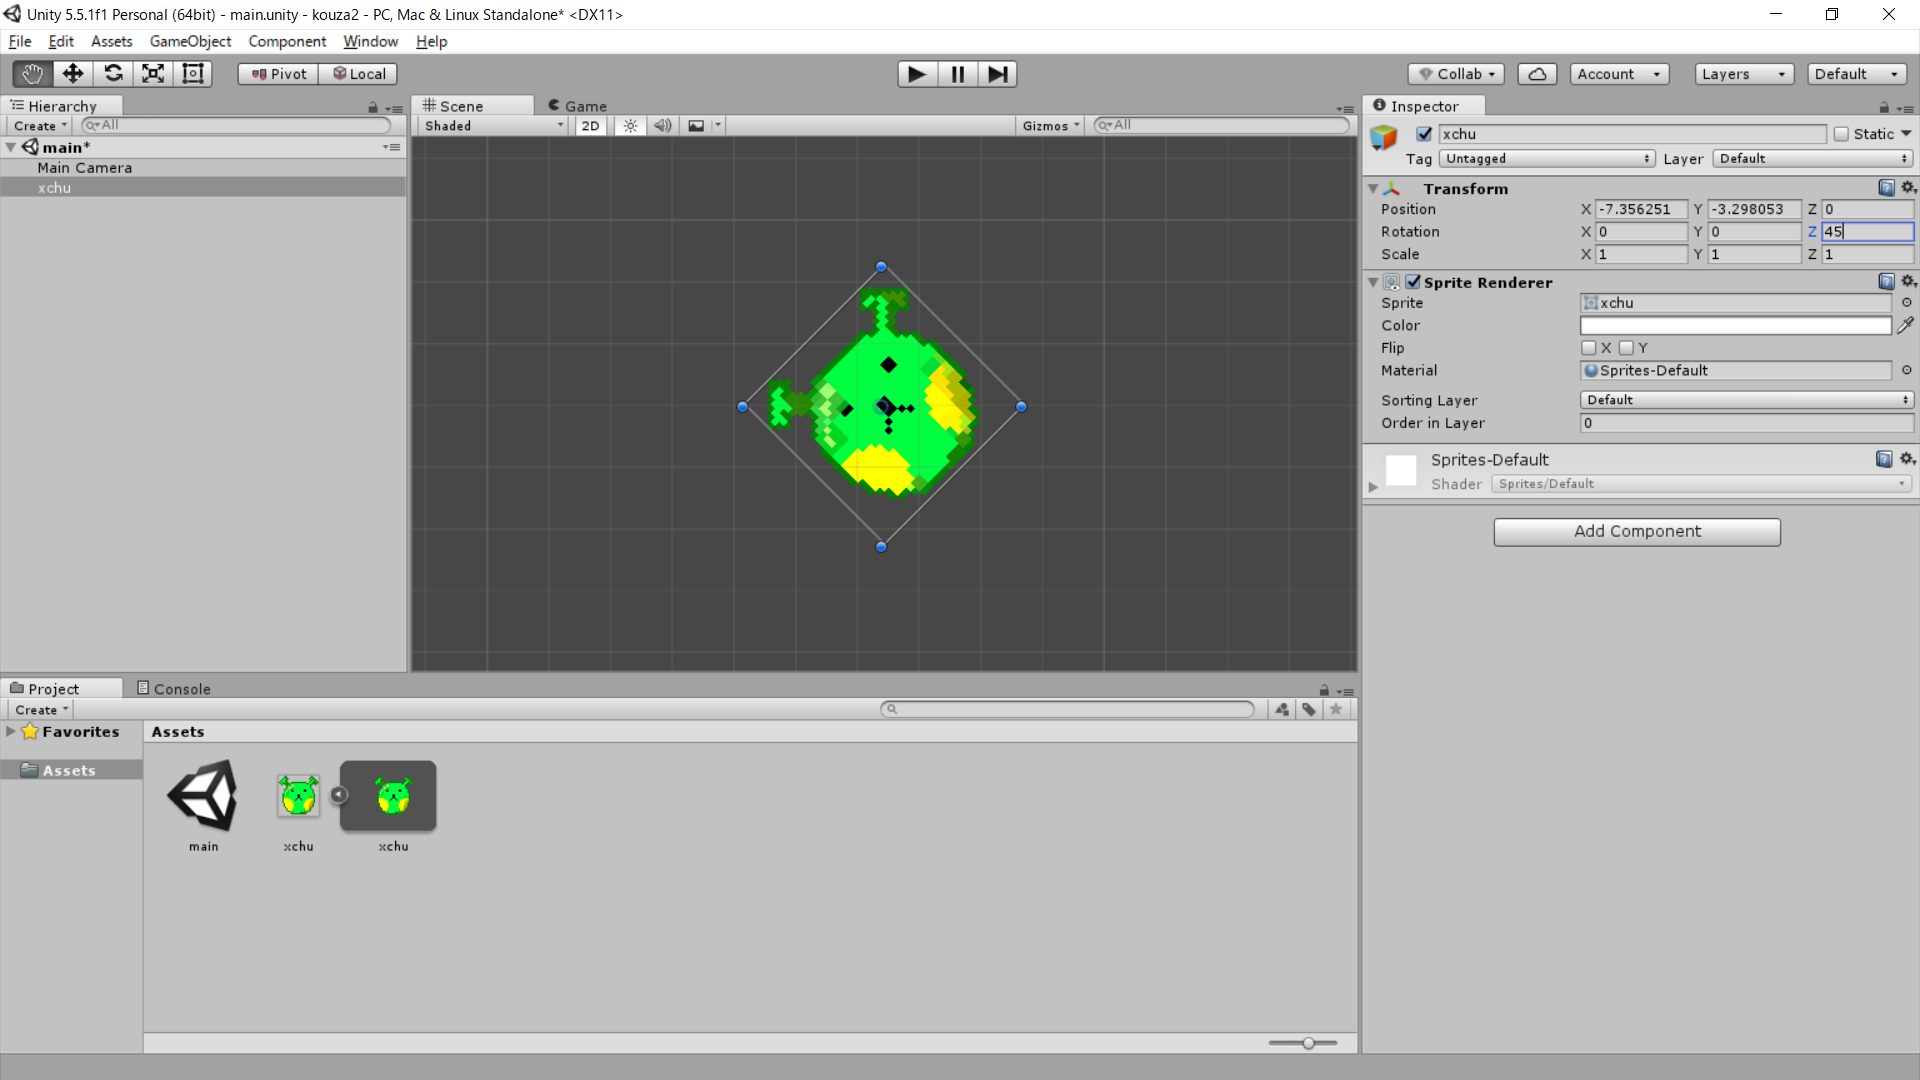 Unity 5.5.1f1 Personal (64bit) - main.unity - kouza2 - PC, Mac & Linux Standalone* <DX11>
File Edit Assets GameObject Component Window Help
Pivot Local Collab Account Layers Default
Hierarchy
Create All
main*
Main Camera
xchu
Scene Game
Shaded 2D Gizmos All
Inspector
xchu Static
Tag Untagged Layer Default
Transform
Position X -7.356251 Y -3.298053 Z 0
Rotation X 0 Y 0 Z 45
Scale X 1 Y 1 Z 1
Sprite Renderer
Sprite xchu
Color
Flip X Y
Material Sprites-Default
Sorting Layer Default
Order in Layer 0
Sprites-Default
Shader Sprites/Default
Add Component
Project Console
Create
Favorites
Assets
Assets
main xchu xchu